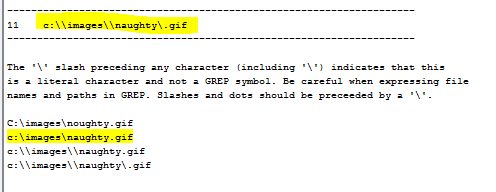 -----------------------------------------------------------------
11 c:\\images\\naughty\.gif
-----------------------------------------------------------------
The '\' slash preceding any character (including '\') indicates that this
is a literal character and not a GREP symbol. Be careful when expressing file
names and paths in GREP. Slashes and dots should be preceeded by a '\'.
C:\images\noughty.gif
c:\images\naughty.gif
c:\\images\\naughty.gif
c:\\images\\naughty\.gif